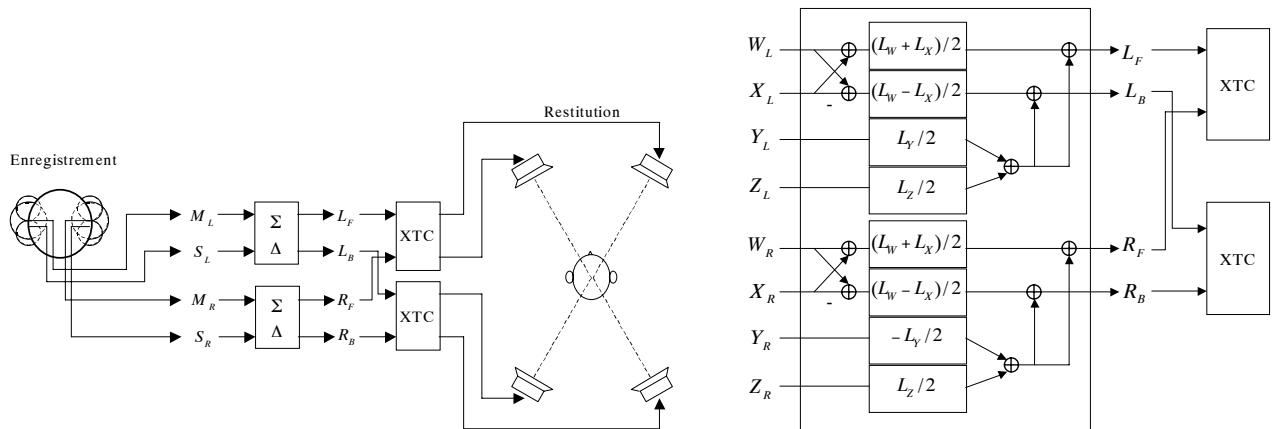 Enregistrement
Restitution
M_L
S_L
M_R
S_R
Σ
Δ
Σ
Δ
L_F
L_B
R_F
R_B
XTC
XTC
W_L
X_L
-
Y_L
Z_L
W_R
X_R
-
Y_R
Z_R
(L_W + L_X)/2
(L_W − L_X)/2
L_Y/2
L_Z/2
(L_W + L_X)/2
(L_W − L_X)/2
−L_Y/2
L_Z/2
L_F
L_B
R_F
R_B
XTC
XTC